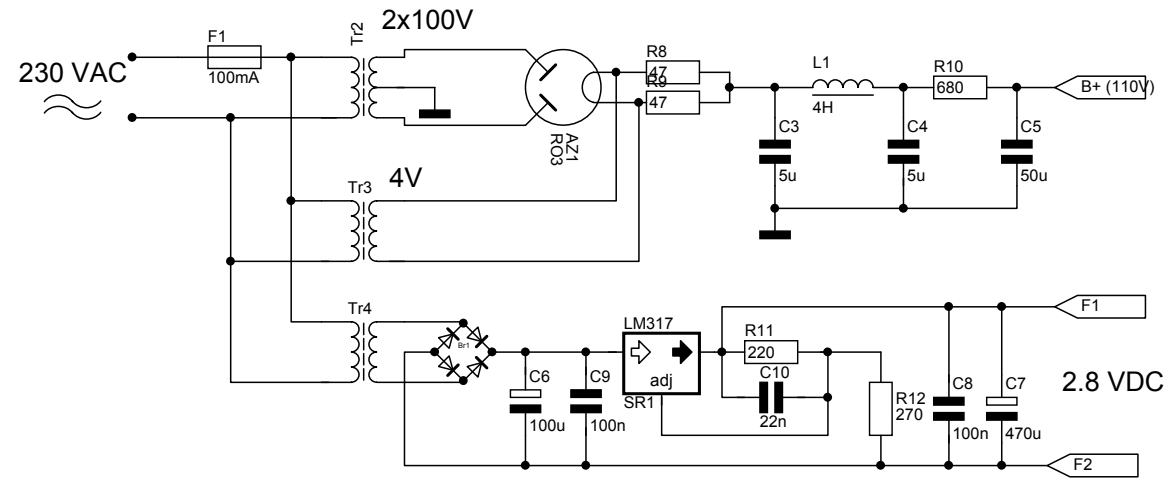 F1
100mA
230 VAC
Tr2
2x100V
AZ1
RO3
R8
47
R9
47
L1
4H
R10
680
B+ (110V)
C3
5u
C4
5u
C5
50u
Tr3
4V
Tr4
Br1
C6
100u
C9
100n
LM317
adj
SR1
R11
220
C10
22n
R12
270
C8
100n
C7
470u
F1
2.8 VDC
F2